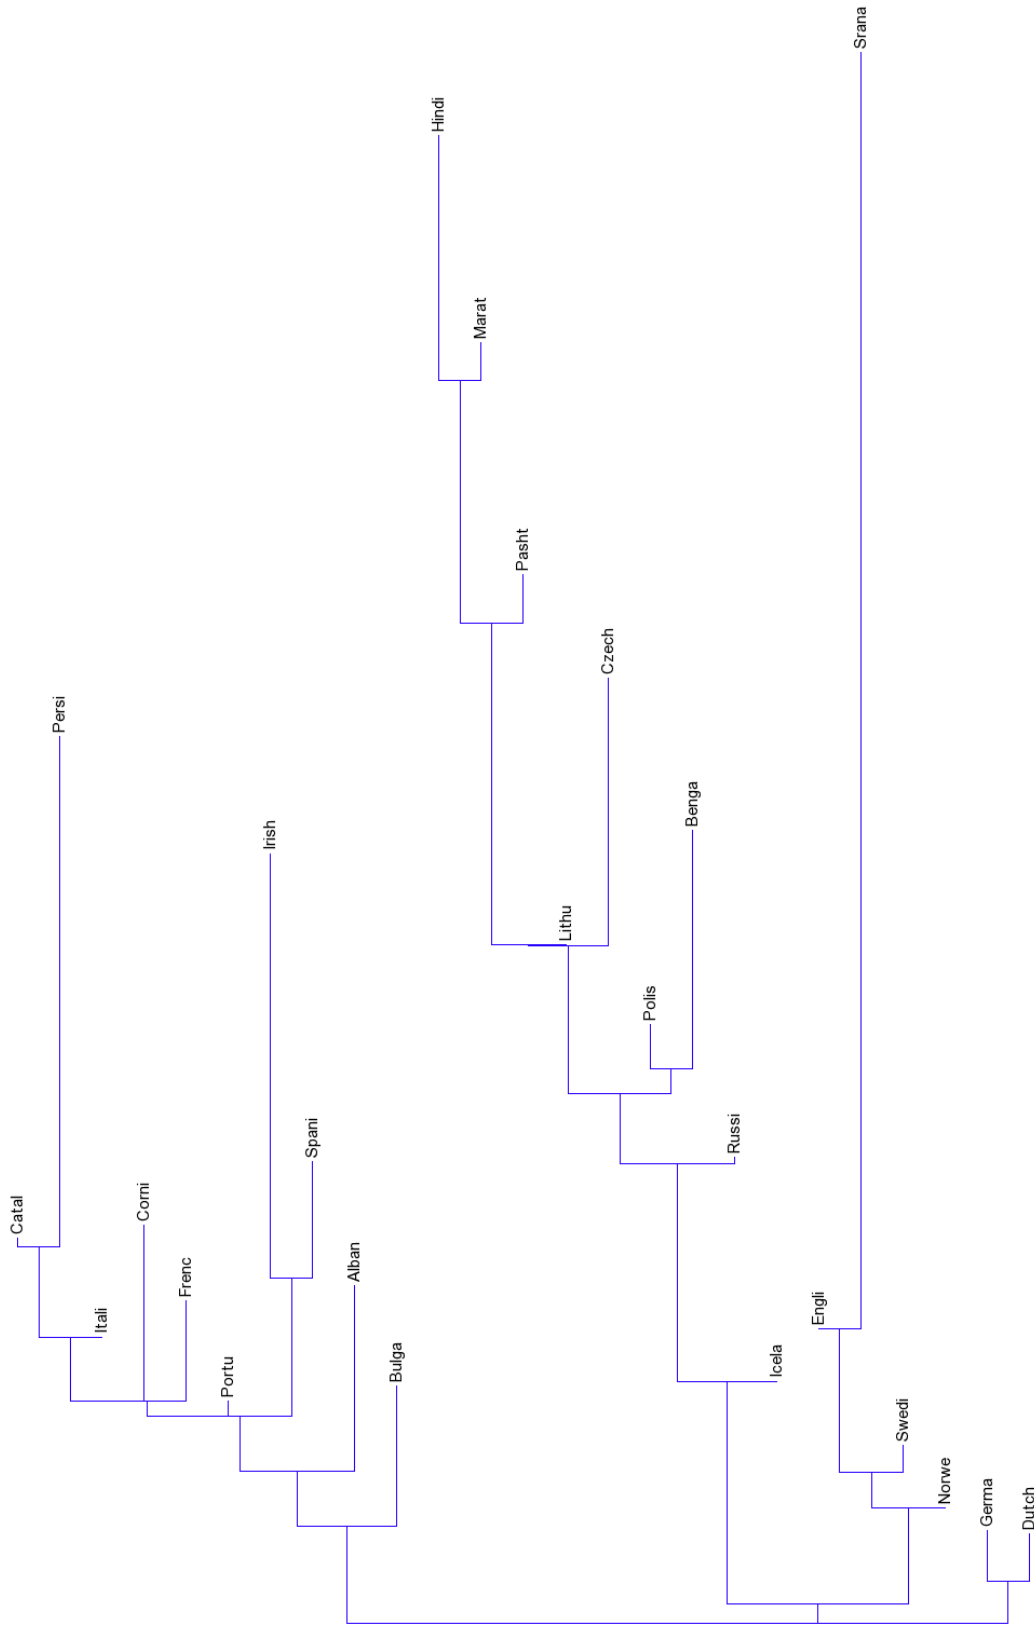 Srana
Hindi
Marat
Pasht
Czech
Persi
Benga
Irish
Lithu
Polis
Spani
Russi
Catal
Corni
Alban
Frenc
Engli
Itali
Icela
Bulga
Portu
Swedi
Norwe
Germa
Dutch